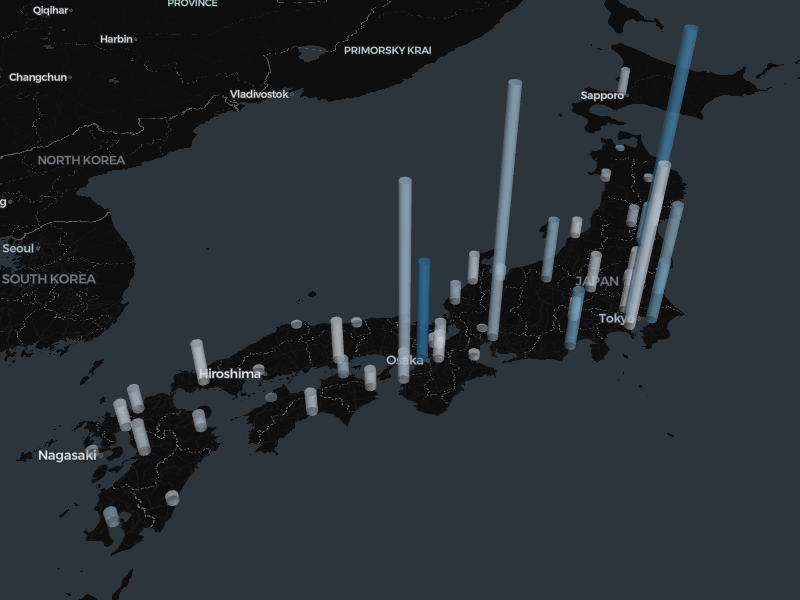 PROVINCE
Qiqihar
Harbin
PRIMORSKY KRAI
Changchun
Vladivostok
Sapporo
NORTH KOREA
g
Seoul
SOUTH KOREA
JAPAN
Tokyo
Osaka
Hiroshima
Nagasaki